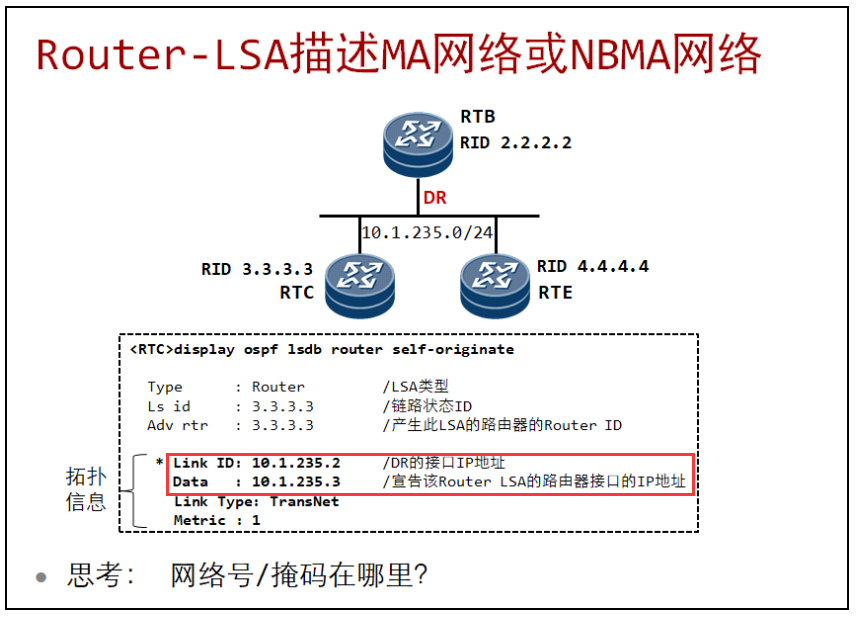 Router-LSA描述MA网络或NBMA网络
RTB
RID 2.2.2.2
DR
10.1.235.0/24
RID 3.3.3.3
RTC
RID 4.4.4.4
RTE
<RTC>display ospf lsdb router self-originate
Type : Router /LSA类型
Ls id : 3.3.3.3 /链路状态ID
Adv rtr : 3.3.3.3 /产生此LSA的路由器的Router ID
拓扑
信息
* Link ID: 10.1.235.2 /DR的接口IP地址
Data : 10.1.235.3 /宣告该Router LSA的路由器接口的IP地址
Link Type: TransNet
Metric : 1
• 思考： 网络号/掩码在哪里?